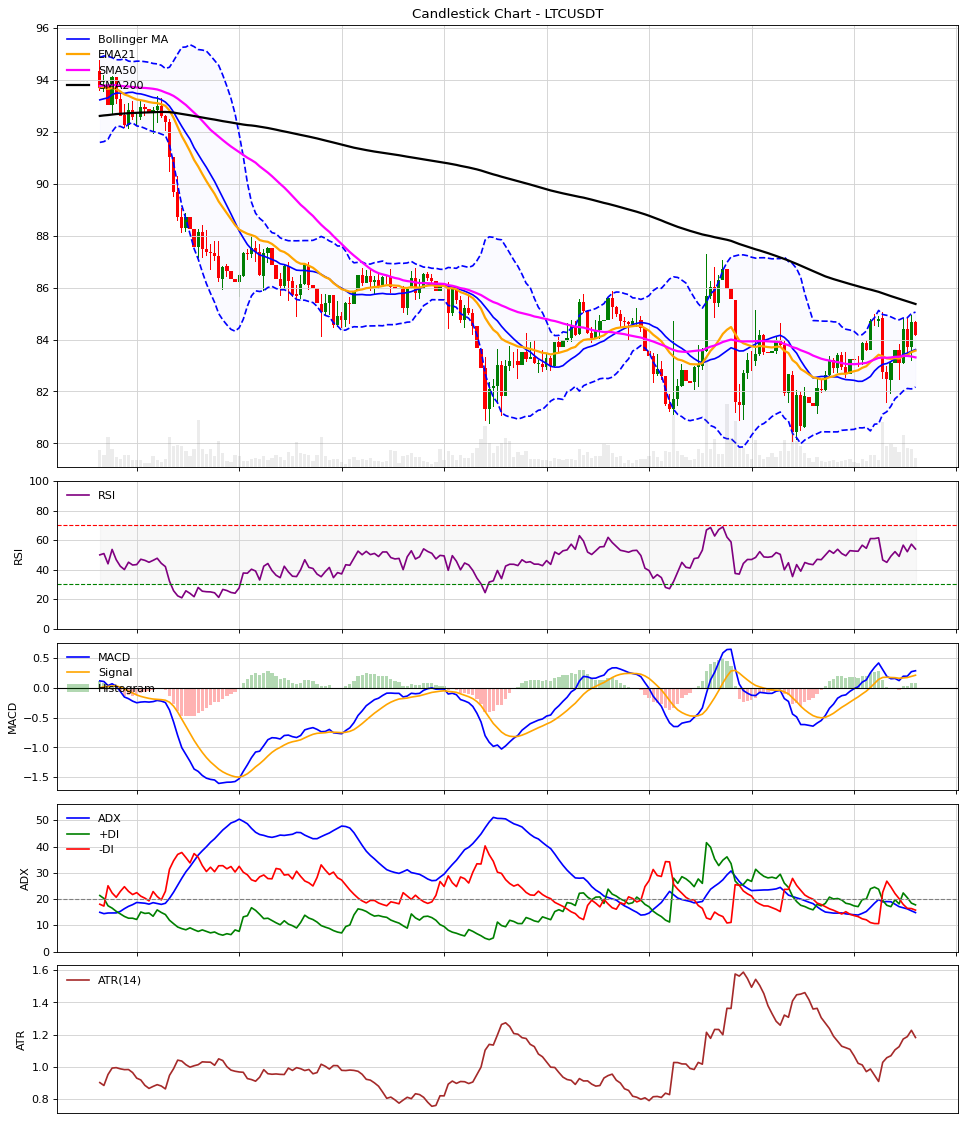 Candlestick Chart - LTCUSDT
96
94
92
90
88
86
84
82
80
Bollinger MA
EMA21
SMA50
SMA200
100
80
60
40
20
0
RSI
RSI
0.5
0.0
−0.5
−1.0
−1.5
MACD
MACD
Signal
Histogram
50
40
30
20
10
0
ADX
ADX
+DI
-DI
1.6
1.4
1.2
1.0
0.8
ATR
ATR(14)